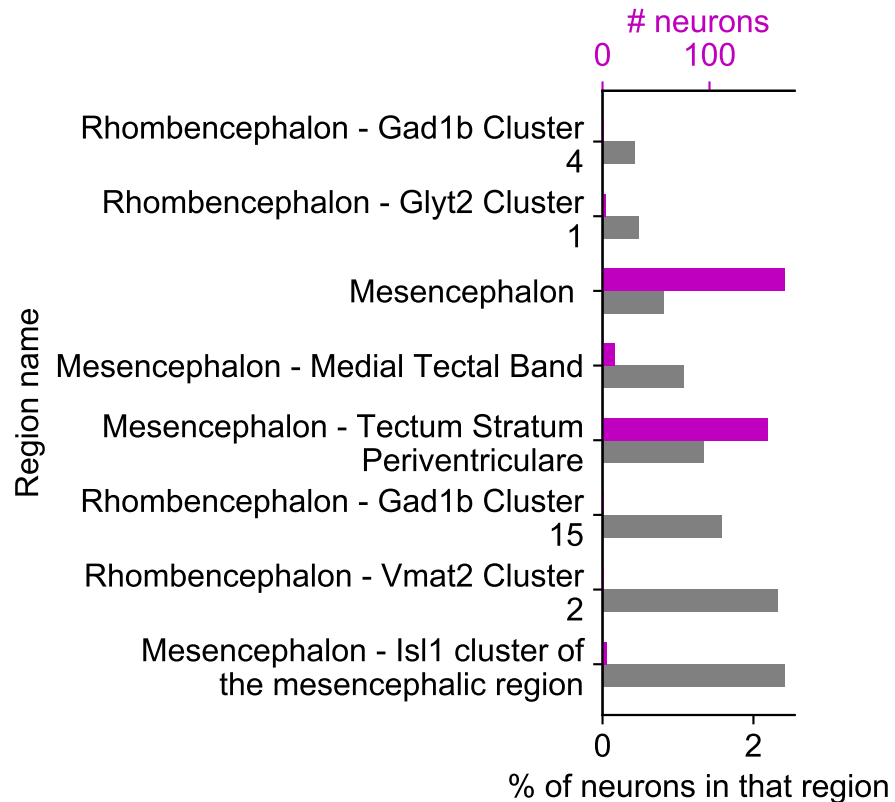 # neurons
0 100
Rhombencephalon - Gad1b Cluster
4
Rhombencephalon - Glyt2 Cluster
1
Mesencephalon
Mesencephalon - Medial Tectal Band
Mesencephalon - Tectum Stratum
Periventriculare
Rhombencephalon - Gad1b Cluster
15
Rhombencephalon - Vmat2 Cluster
2
Mesencephalon - Isl1 cluster of
the mesencephalic region
Region name
0 2
% of neurons in that region